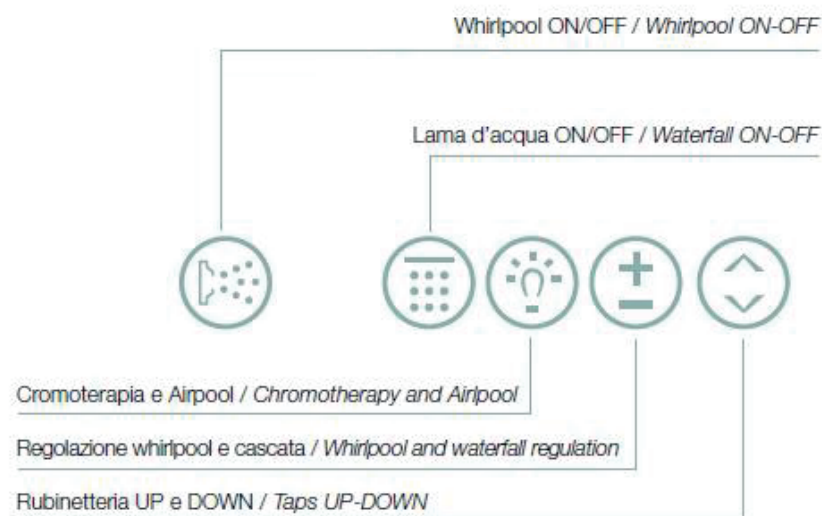 Whirlpool ON/OFF / Whirlpool ON-OFF
Lama d'acqua ON/OFF / Waterfall ON-OFF
Cromoterapia e Airpool / Chromotherapy and Airlpool
Regolazione whirlpool e cascata / Whirlpool and waterfall regulation
Rubinetteria UP e DOWN / Taps UP-DOWN